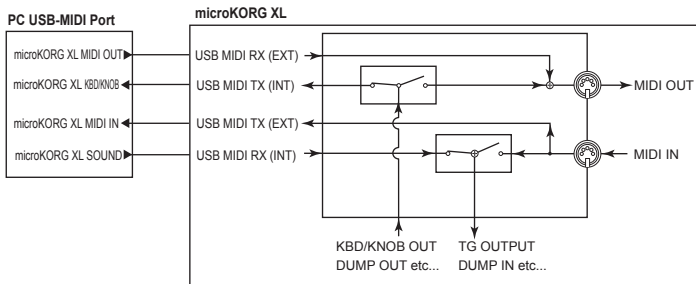 PC USB-MIDI Port
microKORG XL
microKORG XL MIDI OUT
USB MIDI RX (EXT)
microKORG XL KBD/KNOB
USB MIDI TX (INT)
MIDI OUT
microKORG XL MIDI IN
USB MIDI TX (EXT)
microKORG XL SOUND
USB MIDI RX (INT)
MIDI IN
KBD/KNOB OUT
DUMP OUT etc...
TG OUTPUT
DUMP IN etc...